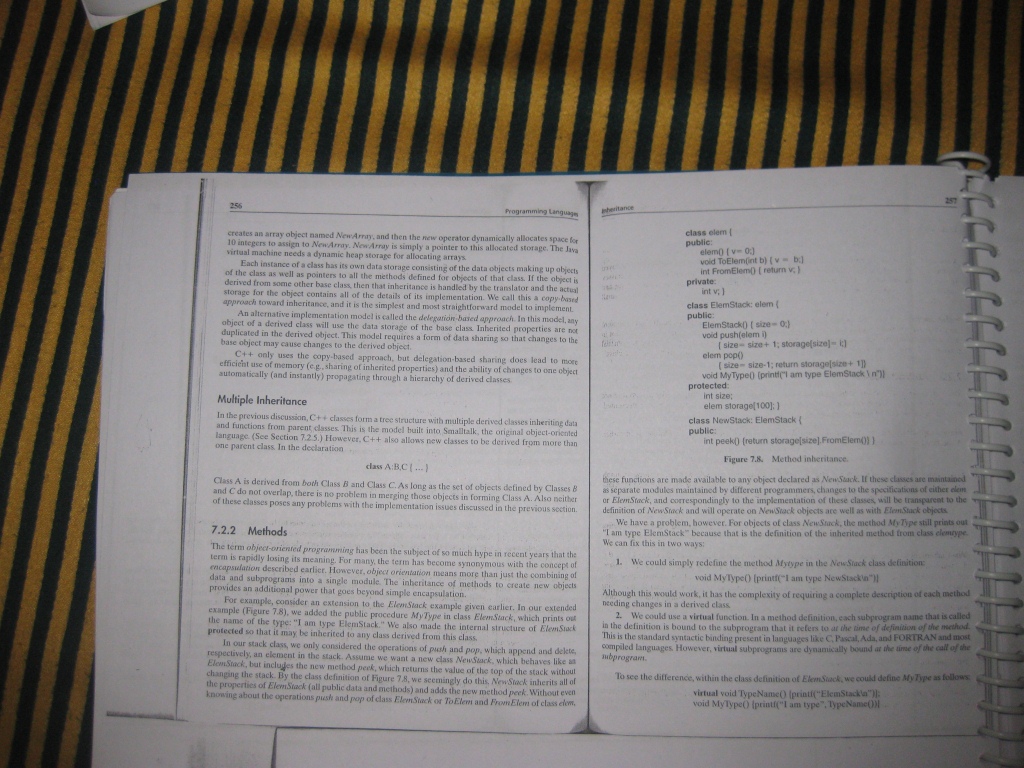 256
Programming Language
creates an array object named NewArray, and then the new operator dynamically allocates space for
10 integers to assign to NewArray. NewArray is simply a pointer to this allocated storage. The Java
virtual machine needs a dynamic heap storage for allocating arrays.
Each instance of a class has its own data storage consisting of the data objects making up objects
of the class as well as pointers to all the methods defined for objects of that class. If the object is
derived from some other base class, then that inheritance is handled by the translator and the actual
storage for the object contains all of the details of its implementation. We call this a copy-based
approach toward inheritance, and it is the simplest and most straightforward model to implement.
An alternative implementation model is called the delegation-based approach. In this model, any
object of a derived class will use the data storage of the base class. Inherited properties are not
duplicated in the derived object. This model requires a form of data sharing so that changes to the
base object may cause changes to the derived object.
C++ only uses the copy-based approach, but delegation-based sharing does lead to more
efficient use of memory (e.g., sharing of inherited properties) and the ability of changes to one object
automatically (and instantly) propagating through a hierarchy of derived classes.
Multiple Inheritance
In the previous discussion, C++ classes form a tree structure with multiple derived classes inheriting data
and functions from parent classes. This is the model built into Smalltalk, the original object-oriented
language. (See Section 7.2.5.) However, C++ also allows new classes to be derived from more than
one parent class. In the declaration
class A:B,C { ... }
Class A is derived from both Class B and Class C. As long as the set of objects defined by Classes B
and C do not overlap, there is no problem in merging those objects in forming Class A. Also neither
of these classes poses any problems with the implementation issues discussed in the previous section.
7.2.2 Methods
The term object-oriented programming has been the subject of so much hype in recent years that the
term is rapidly losing its meaning. For many, the term has become synonymous with the concept of
encapsulation described earlier. However, object orientation means more than just the combining of
data and subprograms into a single module. The inheritance of methods to create new objects
provides an additional power that goes beyond simple encapsulation.
For example, consider an extension to the ElemStack example given earlier. In our extended
example (Figure 7.8), we added the public procedure MyType in class ElemStack, which prints out
the name of the type: "I am type ElemStack." We also made the internal structure of ElemStack
protected so that it may be inherited to any class derived from this class.
In our stack class, we only considered the operations of push and pop, which append and delete,
respectively, an element in the stack. Assume we want a new class NewStack, which behaves like an
ElemStack, but includes the new method peek, which returns the value of the top of the stack without
changing the stack. By the class definition of Figure 7.8, we seemingly do this. NewStack inherits all of
the properties of ElemStack (all public data and methods) and adds the new method peek. Without even
knowing about the operations push and pop of class ElemStack or ToElem and FromElem of class elem,
Inheritance
257
class elem {
public:
elem() { v= 0;}
void ToElem(int b) { v = b;}
int FromElem() { return v; }
private:
int v; }
class ElemStack: elem {
public:
ElemStack() { size= 0;}
void push(elem i)
{ size= size+ 1; storage[size]= i;}
elem pop()
{ size= size-1; return storage[size+ 1]}
void MyType() {printf("I am type ElemStack \ n")}
protected:
int size;
elem storage[100]; }
class NewStack: ElemStack {
public:
int peek() {return storage[size].FromElem()} }
Figure 7.8. Method inheritance.
these functions are made available to any object declared as NewStack. If these classes are maintained
as separate modules maintained by different programmers, changes to the specifications of either elem
or ElemStack, and correspondingly to the implementation of these classes, will be transparent to the
definition of NewStack and will operate on NewStack objects are well as with ElemStack objects.
We have a problem, however. For objects of class NewStack, the method MyType still prints out
"I am type ElemStack" because that is the definition of the inherited method from class elemtype.
We can fix this in two ways:
1. We could simply redefine the method Mytype in the NewStack class definition:
void MyType() {printf("I am type NewStack\n")}
Although this would work, it has the complexity of requiring a complete description of each method
needing changes in a derived class.
2. We could use a virtual function. In a method definition, each subprogram name that is called
in the definition is bound to the subprogram that it refers to at the time of definition of the method.
This is the standard syntactic binding present in languages like C, Pascal, Ada, and FORTRAN and most
compiled languages. However, virtual subprograms are dynamically bound at the time of the call of the
subprogram.
To see the difference, within the class definition of ElemStack, we could define MyType as follows:
virtual void TypeName() {printf("ElemStack\n")};
void MyType() {printf("I am type", TypeName())}